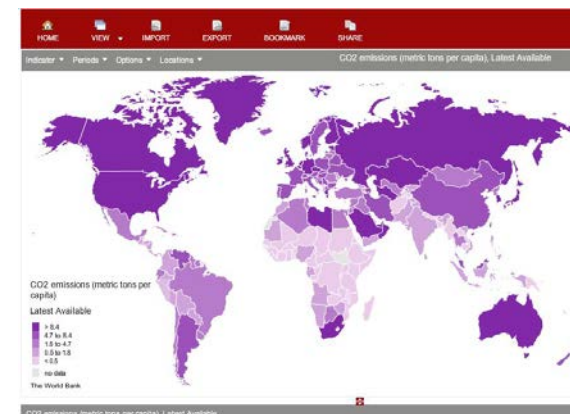 HOME VIEW IMPORT EXPORT BOOKMARK SHARE
Indicator Periods Options Locations CO2 emissions (metric tons per capita), Latest Available
CO2 emissions (metric tons per
capita)
Latest Available
> 8.4
4.7 to 8.4
1.8 to 4.7
0.5 to 1.8
< 0.5
no data
The World Bank
CO2 emissions (metric tons per capita), Latest Available